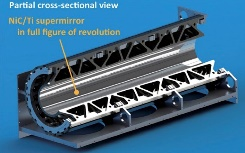 Partial cross-sectional view
NiC/Ti supermirror
in full figure of revolution